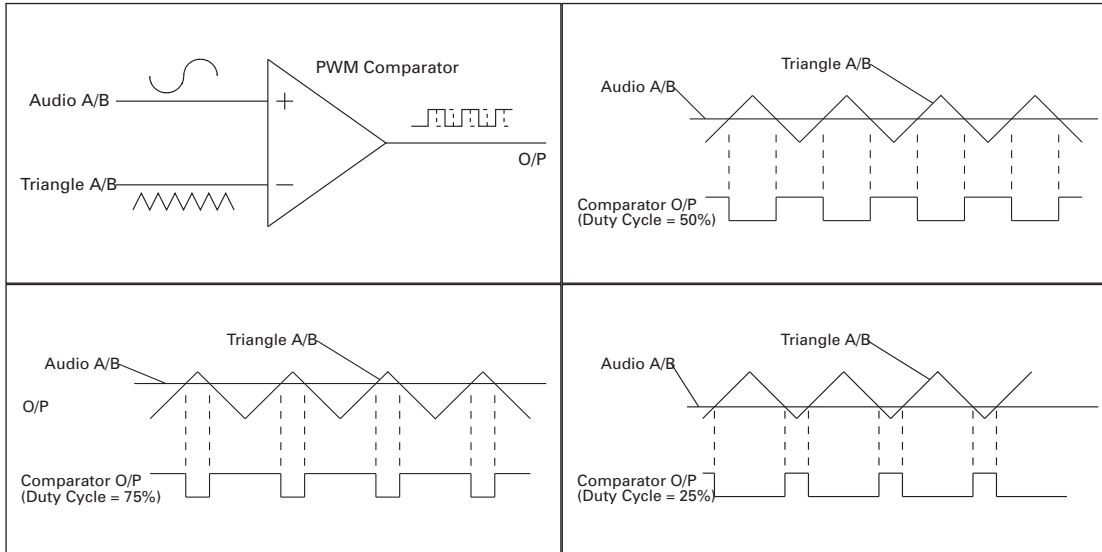 PWM Comparator
Audio A/B
+
Triangle A/B
−
O/P
Triangle A/B
Audio A/B
Comparator O/P
(Duty Cycle = 50%)
Triangle A/B
Audio A/B
O/P
Comparator O/P
(Duty Cycle = 75%)
Triangle A/B
Audio A/B
Comparator O/P
(Duty Cycle = 25%)